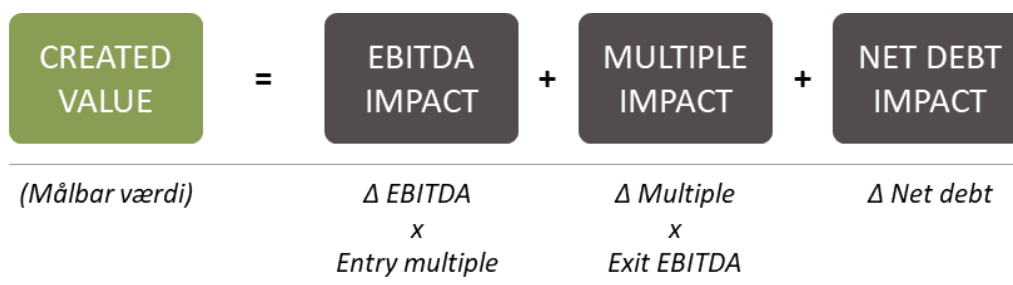 CREATED
VALUE
=
EBITDA
IMPACT
+
MULTIPLE
IMPACT
+
NET DEBT
IMPACT
(Målbar værdi)
Δ EBITDA
x
Entry multiple
Δ Multiple
x
Exit EBITDA
Δ Net debt